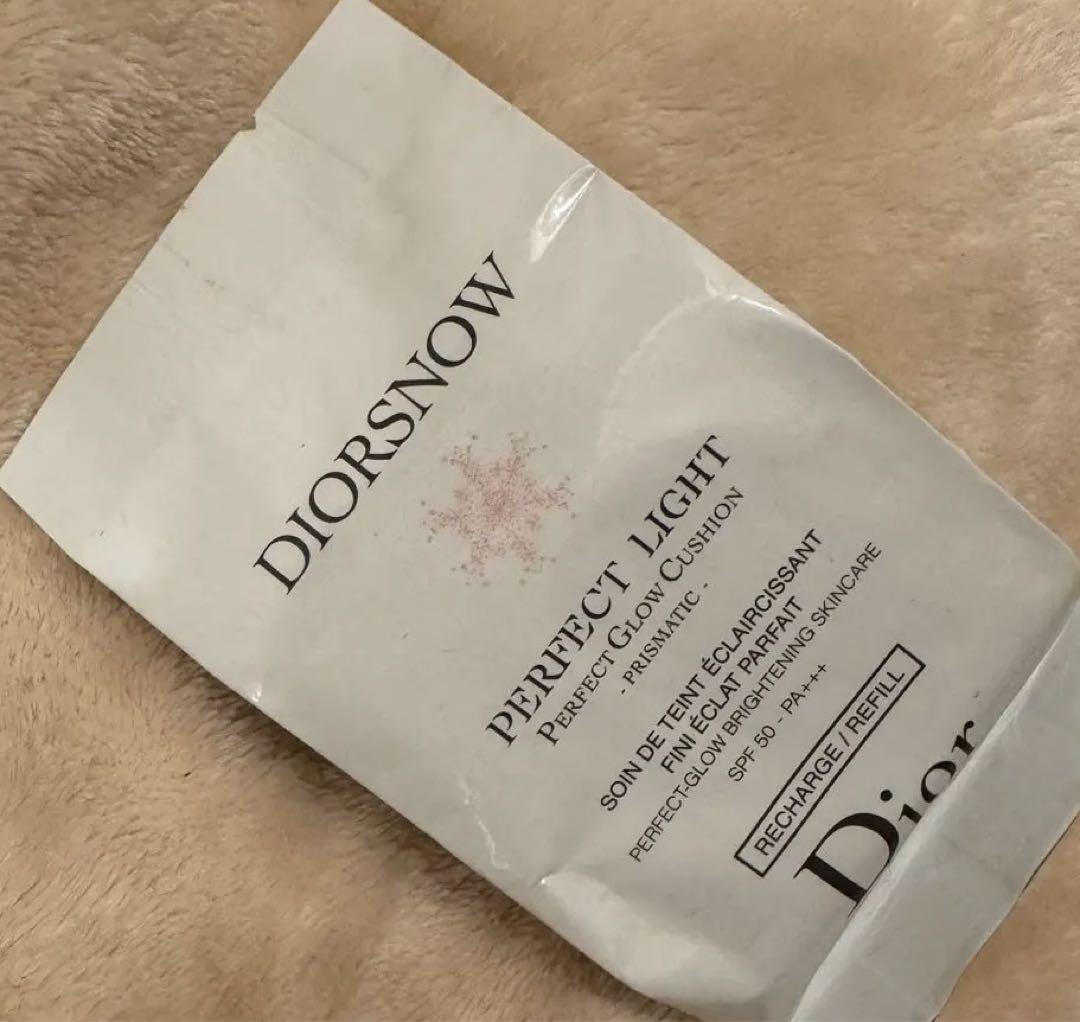 DIORSNOW
PERFECT LIGHT
PERFECT GLOW CUSHION
- PRISMATIC -
SOIN DE TEINT ÉCLAIRCISSANT
FINI ÉCLAT PARFAIT
PERFECT-GLOW BRIGHTENING SKINCARE
SPF 50 - PA+++
RECHARGE / REFILL
Dior